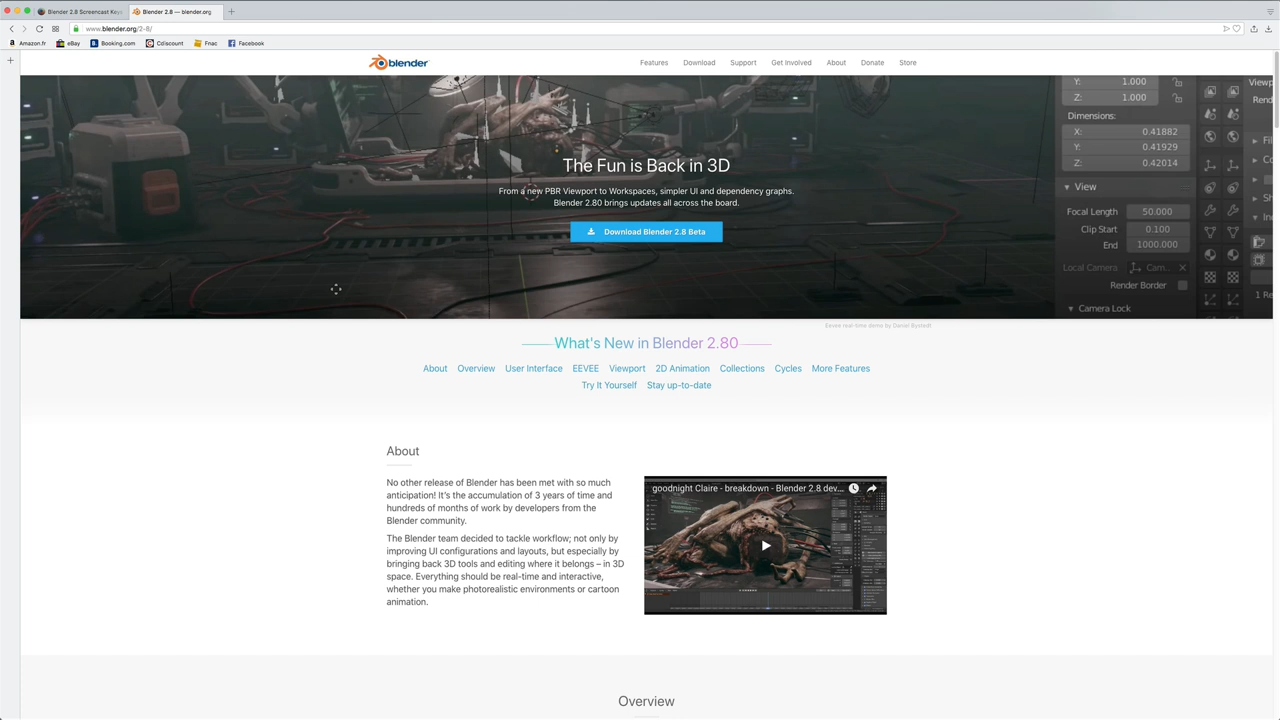 Blender 2.8 Screencast Keys
Blender 2.8 — blender.org
www.blender.org/2-8/
Amazon.fr eBay Booking.com Cdiscount Fnac Facebook
blender
Features Download Support Get Involved About Donate Store
Y: 1.000
Z: 1.000
Dimensions:
X: 0.41882
Y: 0.41929
Z: 0.42014
View
Focal Length 50.000
Clip Start 0.100
End 1000.000
Local Camera Cam...
Render Border
Camera Lock
The Fun is Back in 3D
From a new PBR Viewport to Workspaces, simpler UI and dependency graphs.
Blender 2.80 brings updates all across the board.
Download Blender 2.8 Beta
Eevee real-time demo by Daniel Bystedt
What's New in Blender 2.80
About Overview User Interface EEVEE Viewport 2D Animation Collections Cycles More Features
Try It Yourself Stay up-to-date
About
No other release of Blender has been met with so much
anticipation! It's the accumulation of 3 years of time and
hundreds of months of work by developers from the
Blender community.
The Blender team decided to tackle workflow; not only by
improving UI configurations and layouts, but especially by
bringing back 3D tools and editing where it belongs – in 3D
space. Everything should be real-time and interactive,
whether you make photorealistic environments or cartoon
animation.
goodnight Claire - breakdown - Blender 2.8 dev...
Overview